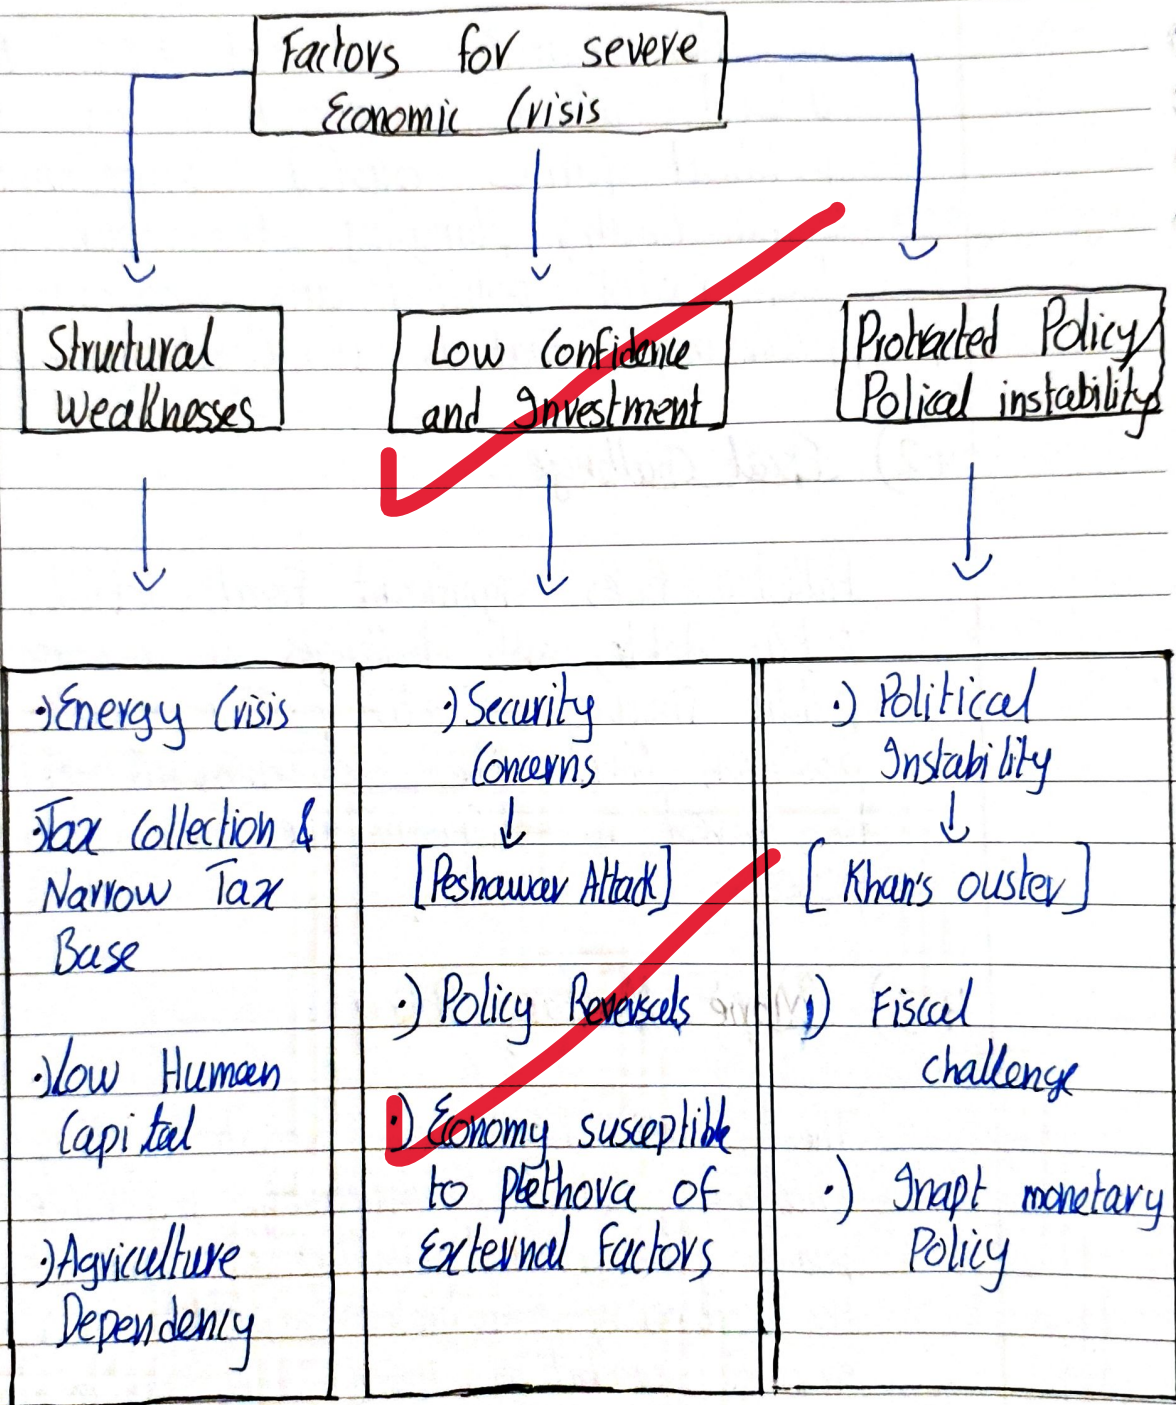 Factors for severe
Economic Crisis
Structural
Weaknesses
Low Confidence
and Investment
Protracted Policy/
Polical instability
•) Energy Crisis
•) Tax Collection &
Narrow Tax
Base
•) Low Human
Capital
•) Agriculture
Dependency
•) Security
Concerns
[Peshawar Attack]
•) Policy Reversals
•) Economy susceptible
to Plethora of
External Factors
•) Political
Instability
[Khan's ouster]
•) Fiscal
challenge
•) Inapt monetary
Policy